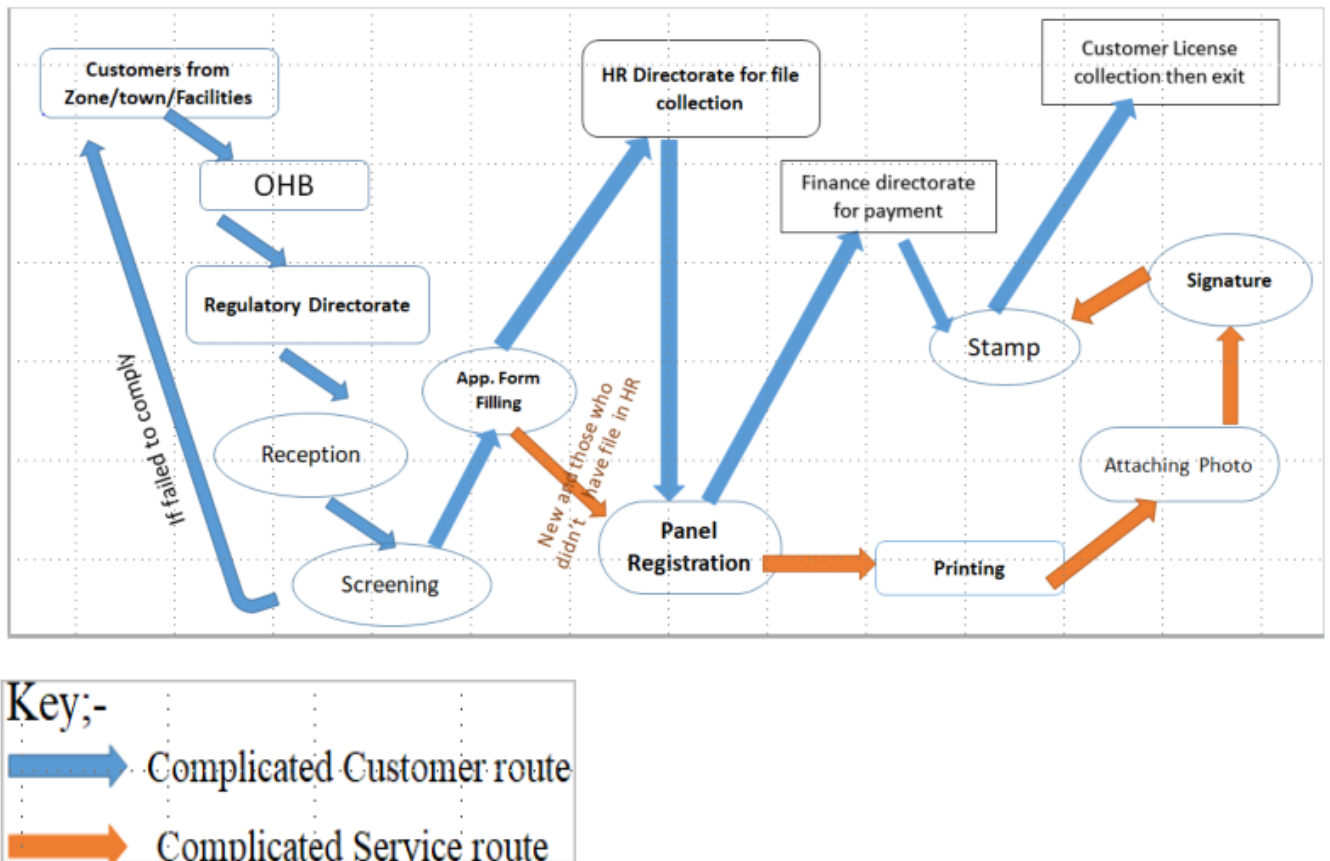 Customers from
Zone/town/Facilities
OHB
Regulatory Directorate
Reception
Screening
If failed to comply
App. Form
Filling
New and those who
didn't have file in HR
HR Directorate for file
collection
Panel
Registration
Finance directorate
for payment
Printing
Attaching Photo
Signature
Stamp
Customer License
collection then exit
Key;-
Complicated Customer route
Complicated Service route